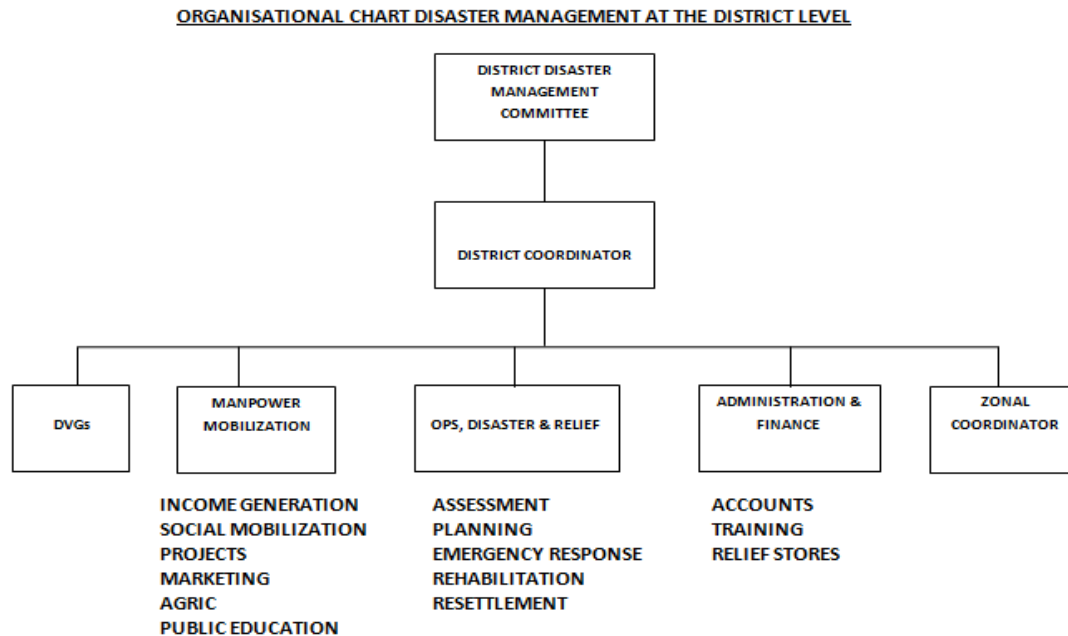 ORGANISATIONAL CHART DISASTER MANAGEMENT AT THE DISTRICT LEVEL
DISTRICT DISASTER
MANAGEMENT
COMMITTEE
DISTRICT COORDINATOR
DVGs
MANPOWER
MOBILIZATION
OPS, DISASTER & RELIEF
ADMINISTRATION &
FINANCE
ZONAL
COORDINATOR
INCOME GENERATION
SOCIAL MOBILIZATION
PROJECTS
MARKETING
AGRIC
PUBLIC EDUCATION
ASSESSMENT
PLANNING
EMERGENCY RESPONSE
REHABILITATION
RESETTLEMENT
ACCOUNTS
TRAINING
RELIEF STORES